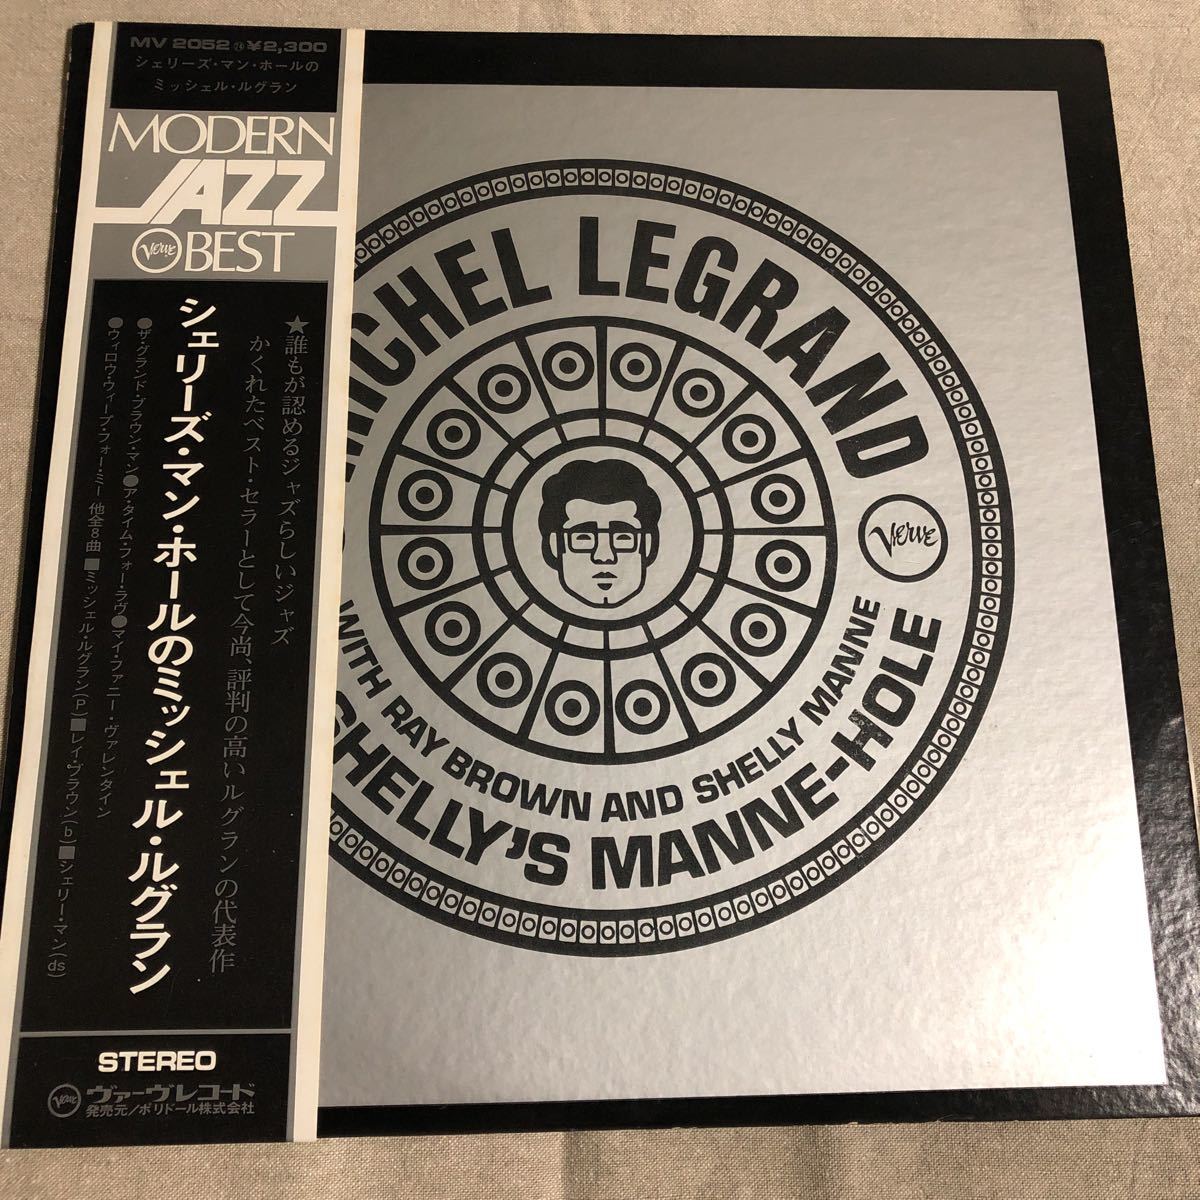 MV 2052 ㉔ ¥2,300
シェリーズ・マン・ホールの
ミッシェル・ルグラン
MODERN
JAZZ
Verve BEST
★誰もが認めるジャズらしいジャズ
かくれたベスト・セラーとして今尚、評判の高いルグランの代表作
シェリーズ・マン・ホールのミッシェル・ルグラン
●ザ・グランド・ブラウン・マン●ア・タイム・フォー・ラヴ●マイ・ファニー・ヴァレンタイン
●ウィロウ・ウィープ・フォー・ミー 他全8曲 ■ミッシェル・ルグラン(P)■レイ・ブラウン(b)■シェリー・マン(ds)
STEREO
Verve ヴァーヴレコード
発売元/ポリドール株式会社
MICHEL LEGRAND
Verve
WITH RAY BROWN AND SHELLY MANNE
SHELLY'S MANNE-HOLE